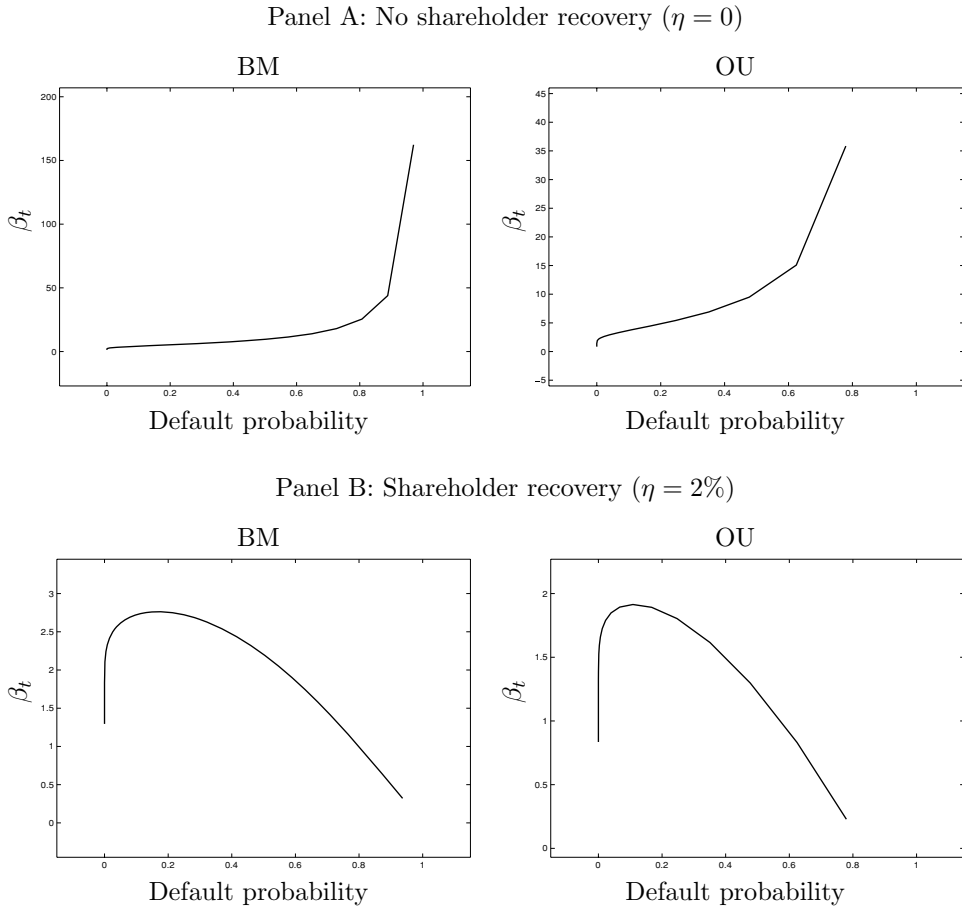 Panel A: No shareholder recovery (η = 0)
BM
OU
200
150
100
50
0
β_t
0 0.2 0.4 0.6 0.8 1
Default probability
45
40
35
30
25
20
15
10
5
0
−5
β_t
0 0.2 0.4 0.6 0.8 1
Default probability
Panel B: Shareholder recovery (η = 2%)
BM
OU
3
2.5
2
1.5
1
0.5
0
β_t
0 0.2 0.4 0.6 0.8 1
Default probability
2
1.5
1
0.5
0
β_t
0 0.2 0.4 0.6 0.8 1
Default probability